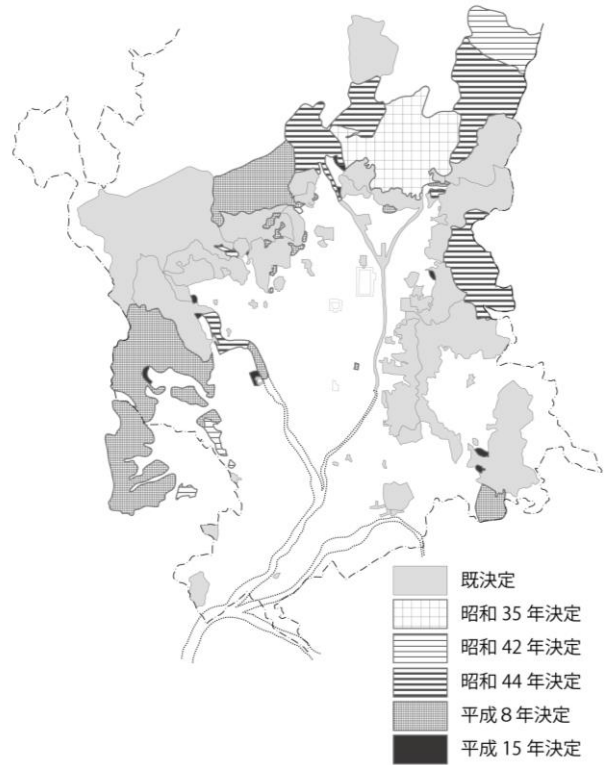 既決定
昭和 35 年決定
昭和 42 年決定
昭和 44 年決定
平成８年決定
平成 15 年決定